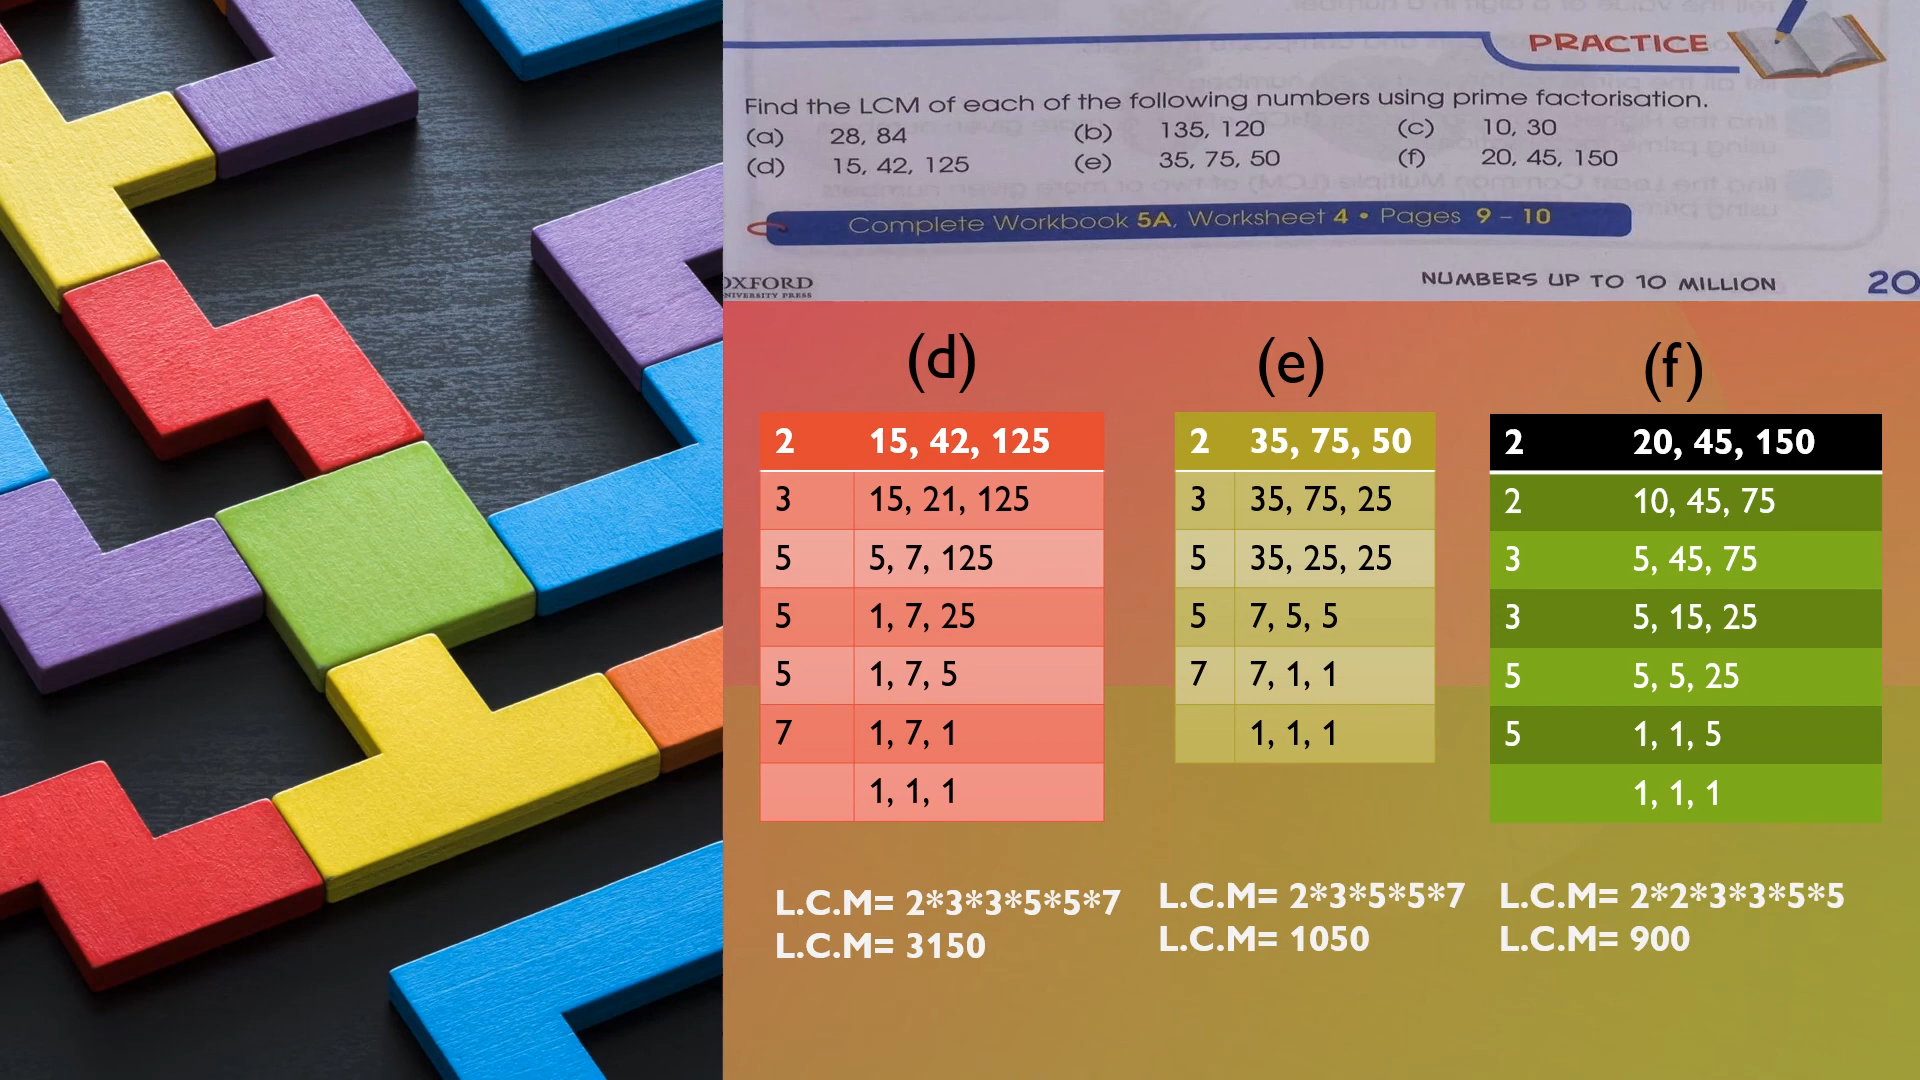 PRACTICE
Find the LCM of each of the following numbers using prime factorisation.
(a) 28, 84 (b) 135, 120 (c) 10, 30
(d) 15, 42, 125 (e) 35, 75, 50 (f) 20, 45, 150
Complete Workbook 5A, Worksheet 4 • Pages 9 – 10
OXFORD
UNIVERSITY PRESS
NUMBERS UP TO 10 MILLION 20
(d)
2 15, 42, 125
3 15, 21, 125
5 5, 7, 125
5 1, 7, 25
5 1, 7, 5
7 1, 7, 1
1, 1, 1
L.C.M= 2*3*3*5*5*7
L.C.M= 3150
(e)
2 35, 75, 50
3 35, 75, 25
5 35, 25, 25
5 7, 5, 5
7 7, 1, 1
1, 1, 1
L.C.M= 2*3*5*5*7
L.C.M= 1050
(f)
2 20, 45, 150
2 10, 45, 75
3 5, 45, 75
3 5, 15, 25
5 5, 5, 25
5 1, 1, 5
1, 1, 1
L.C.M= 2*2*3*3*5*5
L.C.M= 900